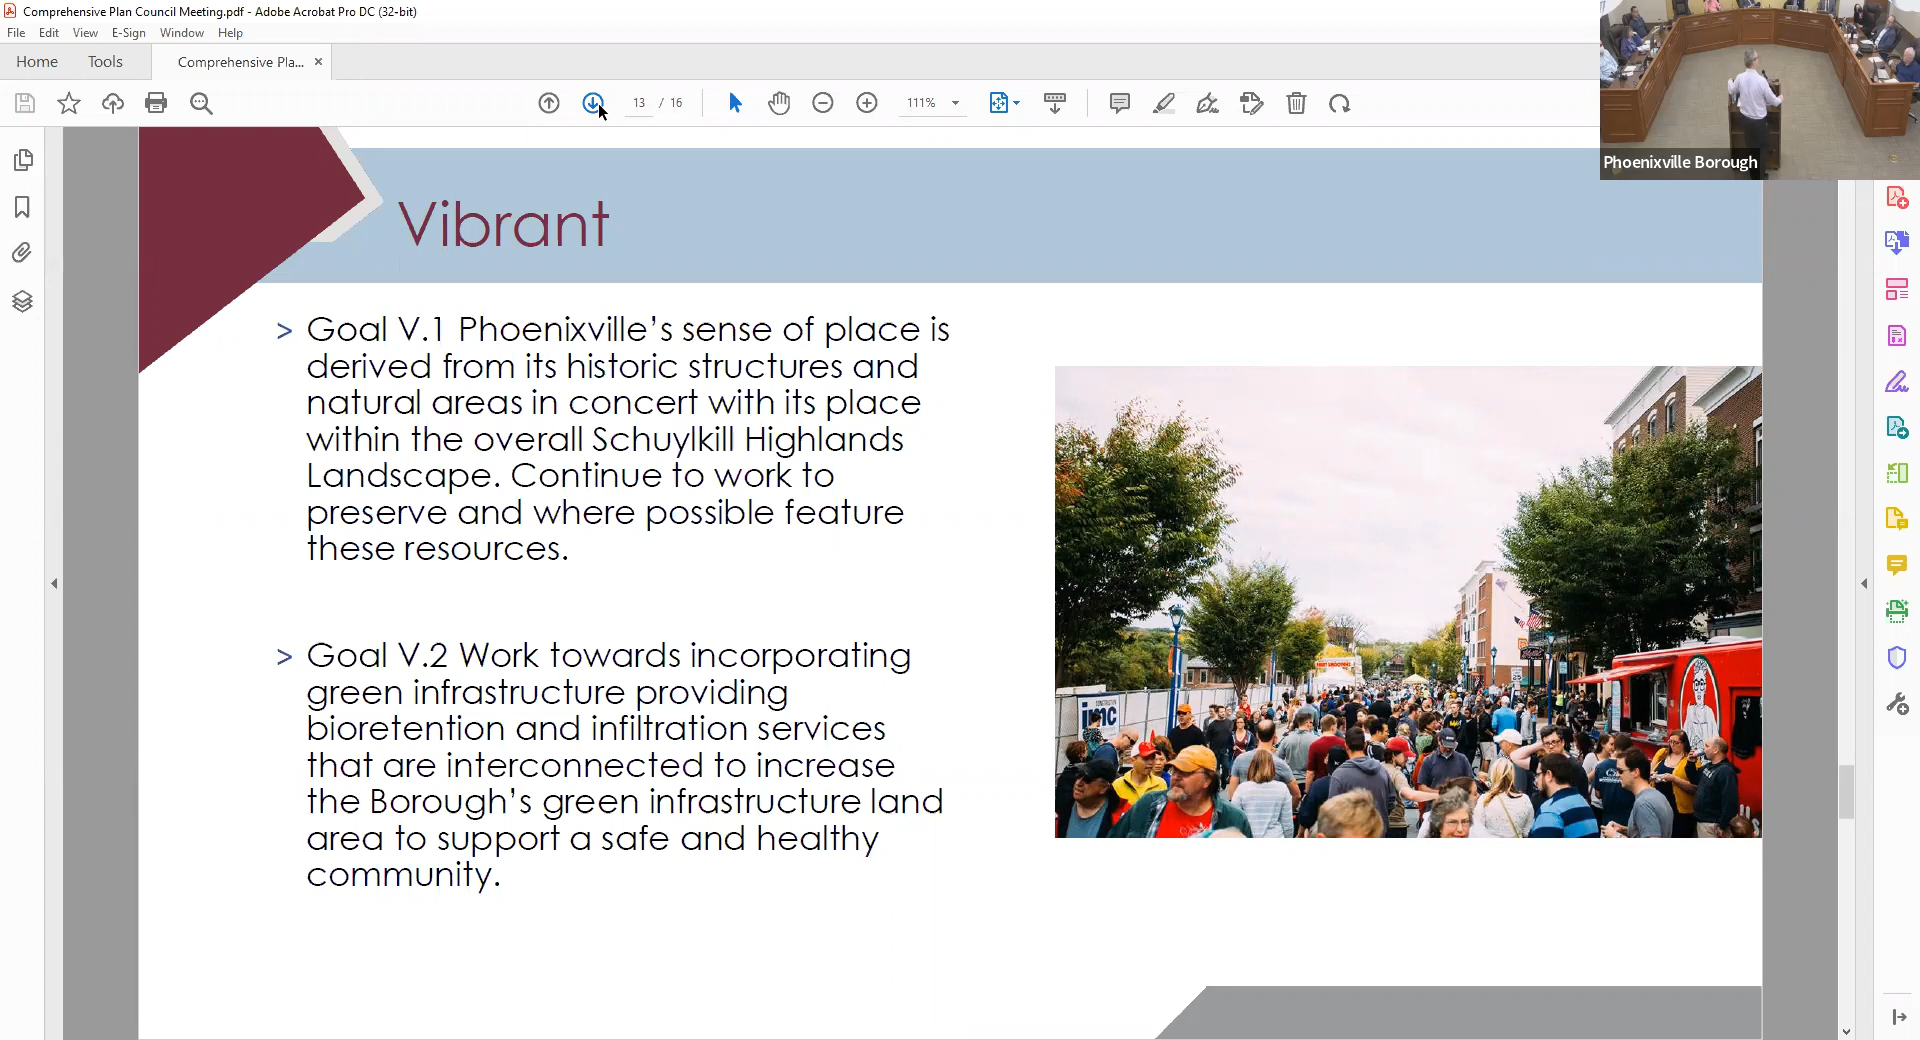 Comprehensive Plan Council Meeting.pdf - Adobe Acrobat Pro DC (32-bit)
File Edit View E-Sign Window Help
Home Tools Comprehensive Pla... ×
13 / 16 111%
Phoenixville Borough
Vibrant
> Goal V.1 Phoenixville’s sense of place is
derived from its historic structures and
natural areas in concert with its place
within the overall Schuylkill Highlands
Landscape. Continue to work to
preserve and where possible feature
these resources.
> Goal V.2 Work towards incorporating
green infrastructure providing
bioretention and infiltration services
that are interconnected to increase
the Borough’s green infrastructure land
area to support a safe and healthy
community.
imc